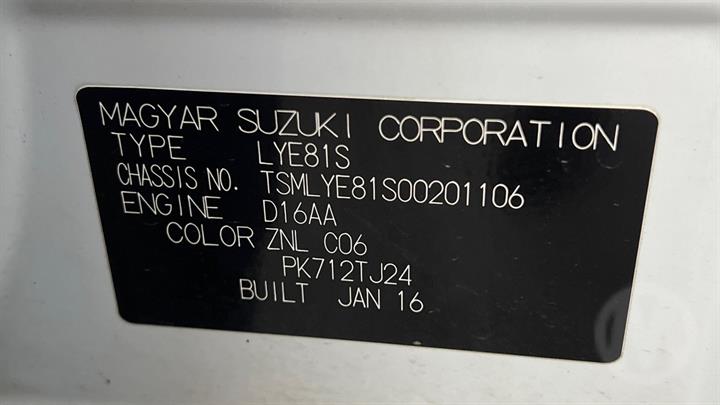 MAGYAR SUZUKI CORPORATION
TYPE LYE81S
CHASSIS NO. TSMLYE81S00201106
ENGINE D16AA
COLOR ZNL C06
PK712TJ24
BUILT JAN 16